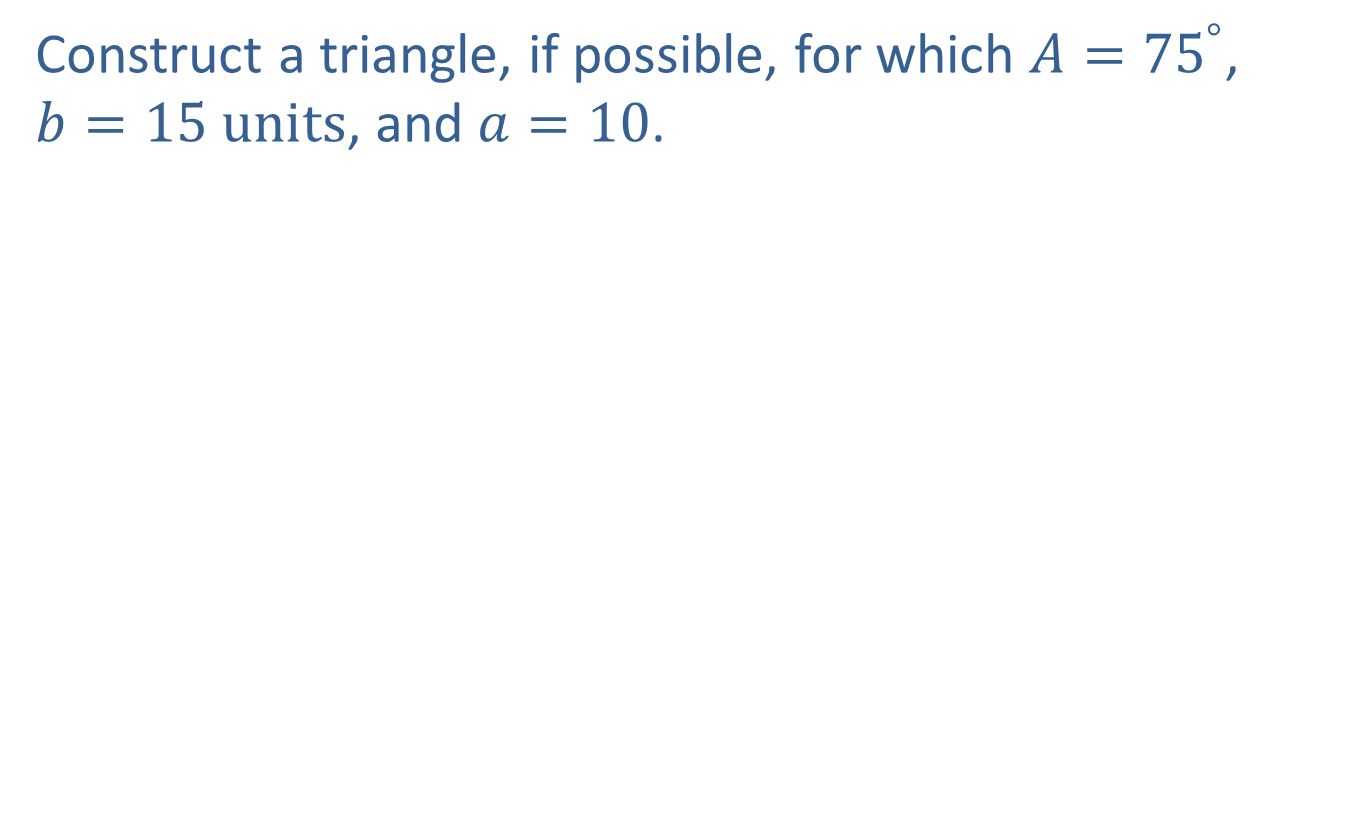 Construct a triangle, if possible, for which A = 75°,
b = 15 units, and a = 10.